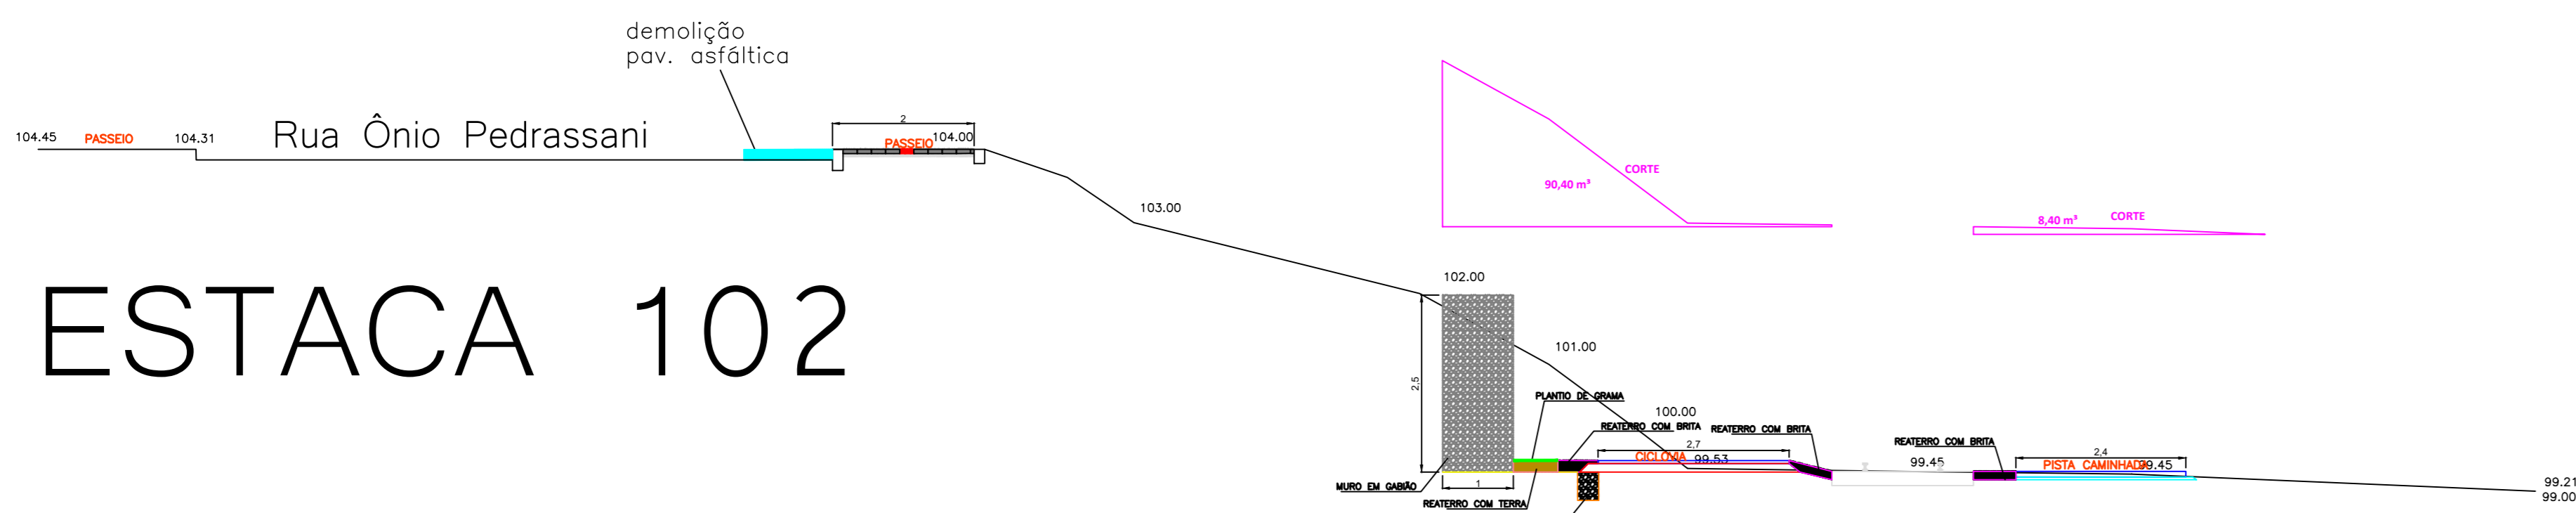 demolição
pav. asfáltica
104.45
PASSEIO
104.31
Rua Ônio Pedrassani
2
PASSEIO
104.00
103.00
CORTE
90,40 m³
8,40 m³
CORTE
ESTACA 102
102.00
2,5
101.00
PLANTIO DE GRAMA
100.00
REATERRO COM BRITA
REATERRO COM BRITA
REATERRO COM BRITA
2,7
CICLOVIA
99.53
99.45
2,4
PISTA CAMINHADA
99.45
MURO EM GABIÃO
1
REATERRO COM TERRA
99.21
99.00